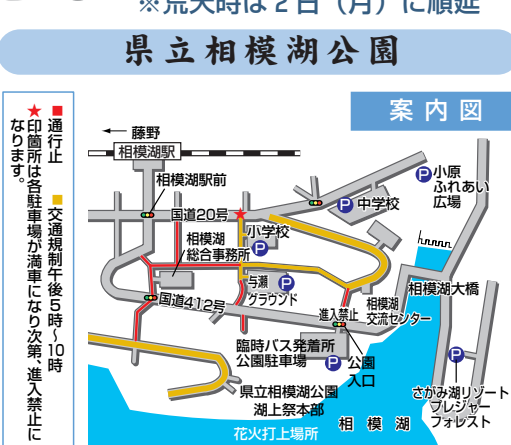 ※荒天時は2日（月）に順延
県立相模湖公園
■通行止　■交通規制午後5時〜10時
★印箇所は各駐車場が満車になり次第、進入禁止に
なります。
案内図
← 藤野
相模湖駅
相模湖駅前
国道20号
小学校
P
中学校
P
小原
ふれあい
広場
P
相模湖
総合事務所
与瀬
グラウンド
P
国道412号
進入禁止
相模湖
交流センター
相模湖大橋
臨時バス発着所
公園駐車場
P
公園
入口
県立相模湖公園
湖上祭本部
花火打上場所
相模湖
P
さがみ湖リゾート
プレジャー
フォレスト